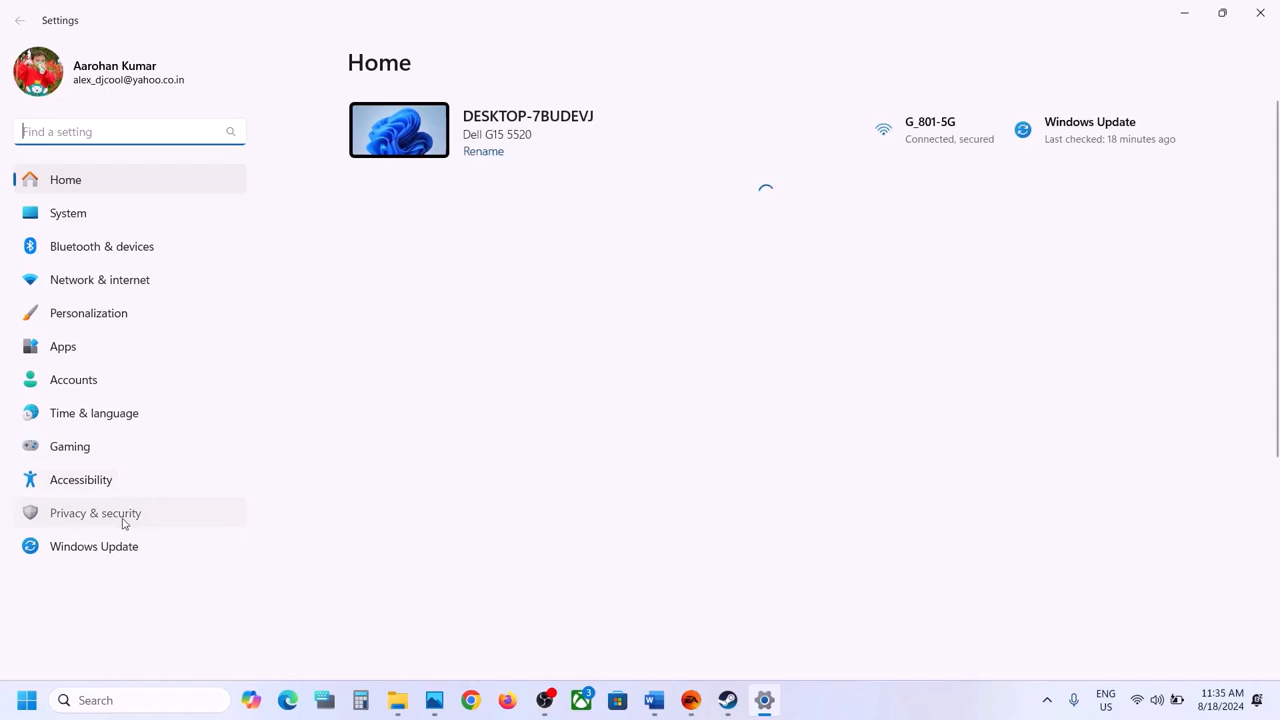 Settings
Aarohan Kumar
alex_djcool@yahoo.co.in
Find a setting
Home
System
Bluetooth & devices
Network & internet
Personalization
Apps
Accounts
Time & language
Gaming
Accessibility
Privacy & security
Windows Update
Home
DESKTOP-7BUDEVJ
Dell G15 5520
Rename
G_801-5G
Connected, secured
Windows Update
Last checked: 18 minutes ago
Search
3
ENG
US
11:35 AM
8/18/2024